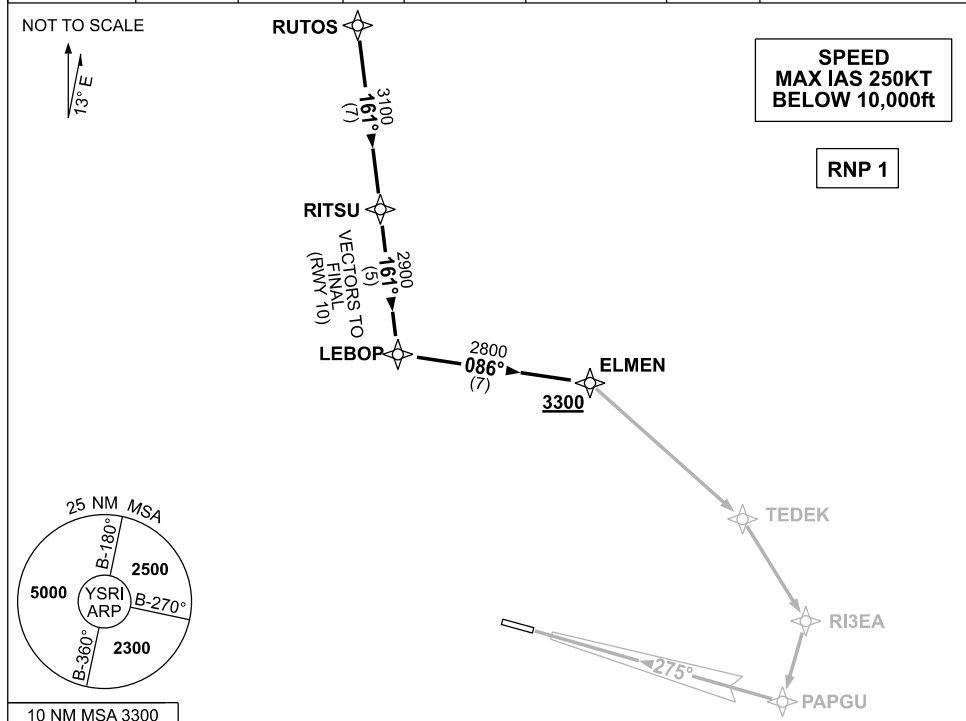 NOT TO SCALE
13° E
RUTOS
SPEED
MAX IAS 250KT
BELOW 10,000ft
RNP 1
3100
161°
(7)
RITSU
2900
161°
(5)
VECTORS TO
FINAL
(RWY 10)
LEBOP
2800
086°
(7)
ELMEN
3300
TEDEK
RI3EA
PAPGU
275°
25 NM MSA
B-180°
2500
5000
YSRI
ARP
B-270°
B-360°
2300
10 NM MSA 3300